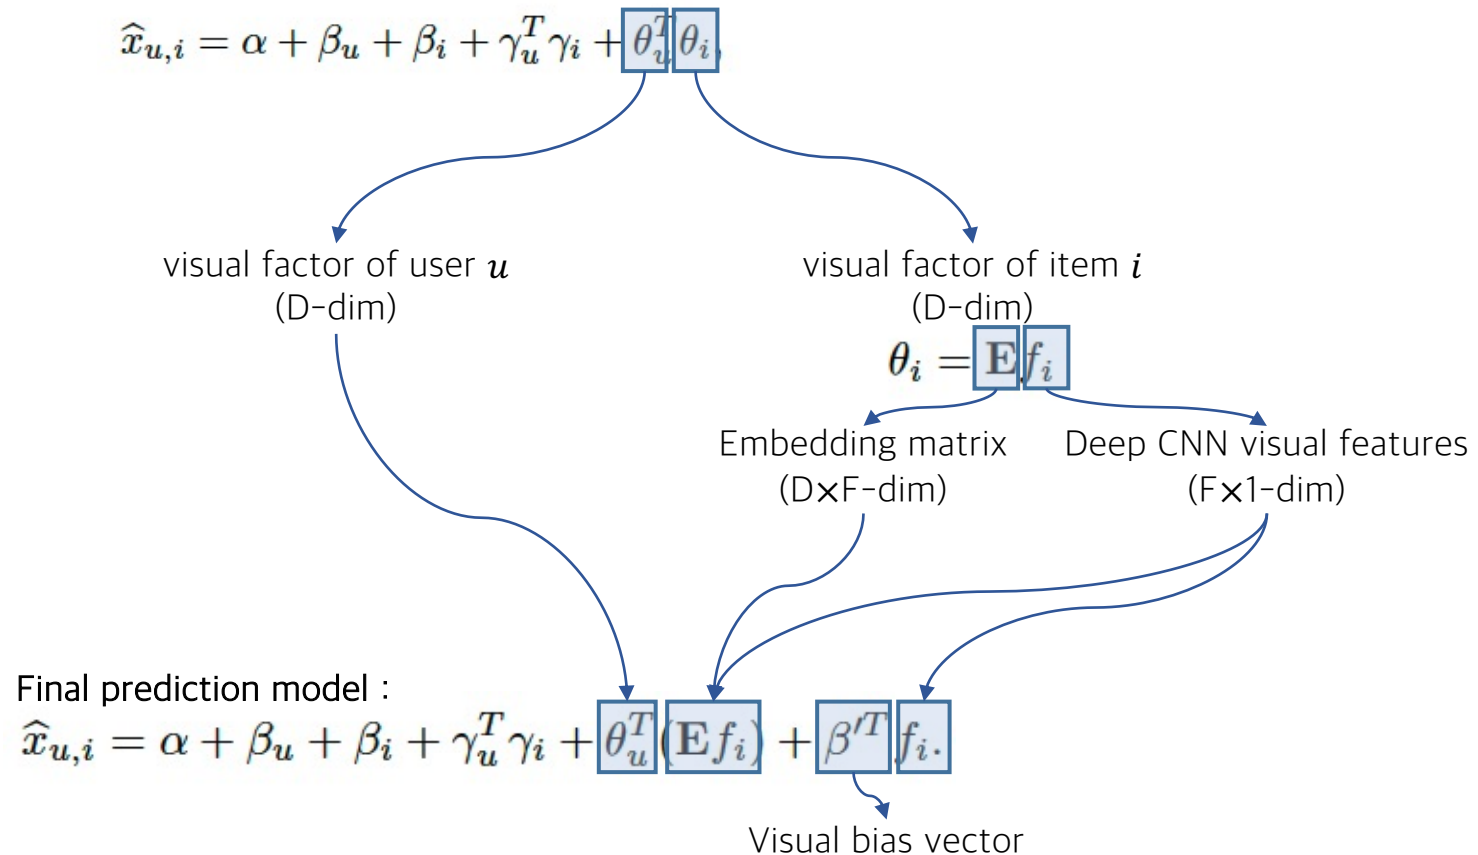 x̂_{u,i} = α + β_u + β_i + γ_u^T γ_i + θ_u^T θ_i,
visual factor of user u
(D-dim)
visual factor of item i
(D-dim)
θ_i = E f_i
Embedding matrix
(D×F-dim)
Deep CNN visual features
(F×1-dim)
Final prediction model :
x̂_{u,i} = α + β_u + β_i + γ_u^T γ_i + θ_u^T (E f_i) + β'^T f_i.
Visual bias vector